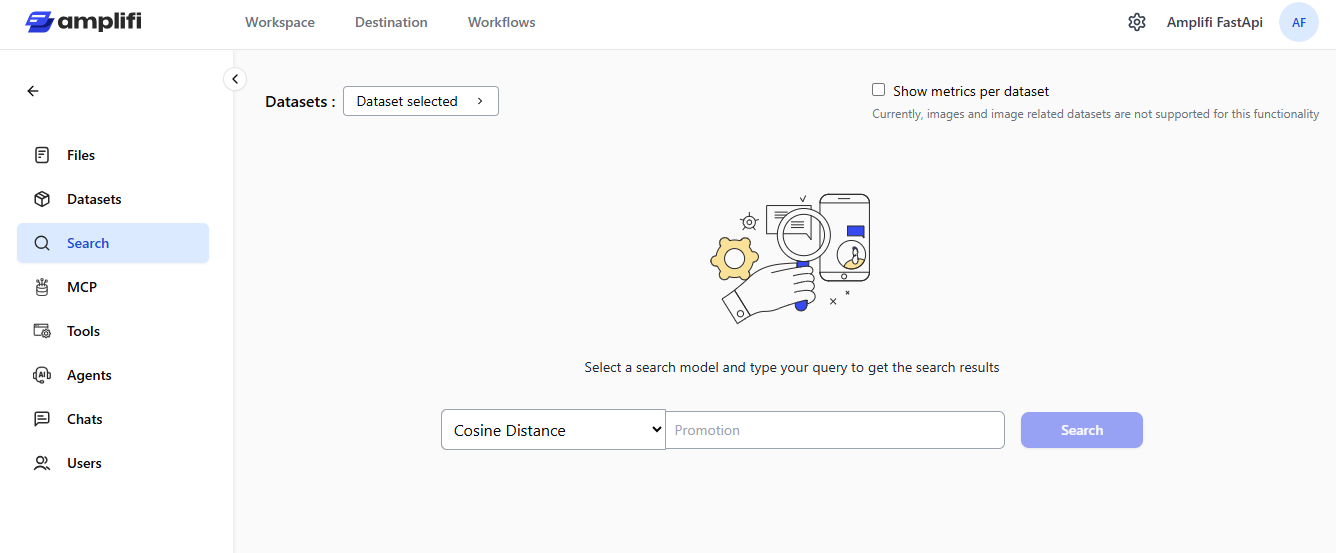 amplifi
Workspace
Destination
Workflows
Amplifi FastApi
AF
Datasets :
Dataset selected
Show metrics per dataset
Currently, images and image related datasets are not supported for this functionality
Files
Datasets
Search
MCP
Tools
AI
Agents
Chats
Users
Select a search model and type your query to get the search results
Cosine Distance
Promotion
Search